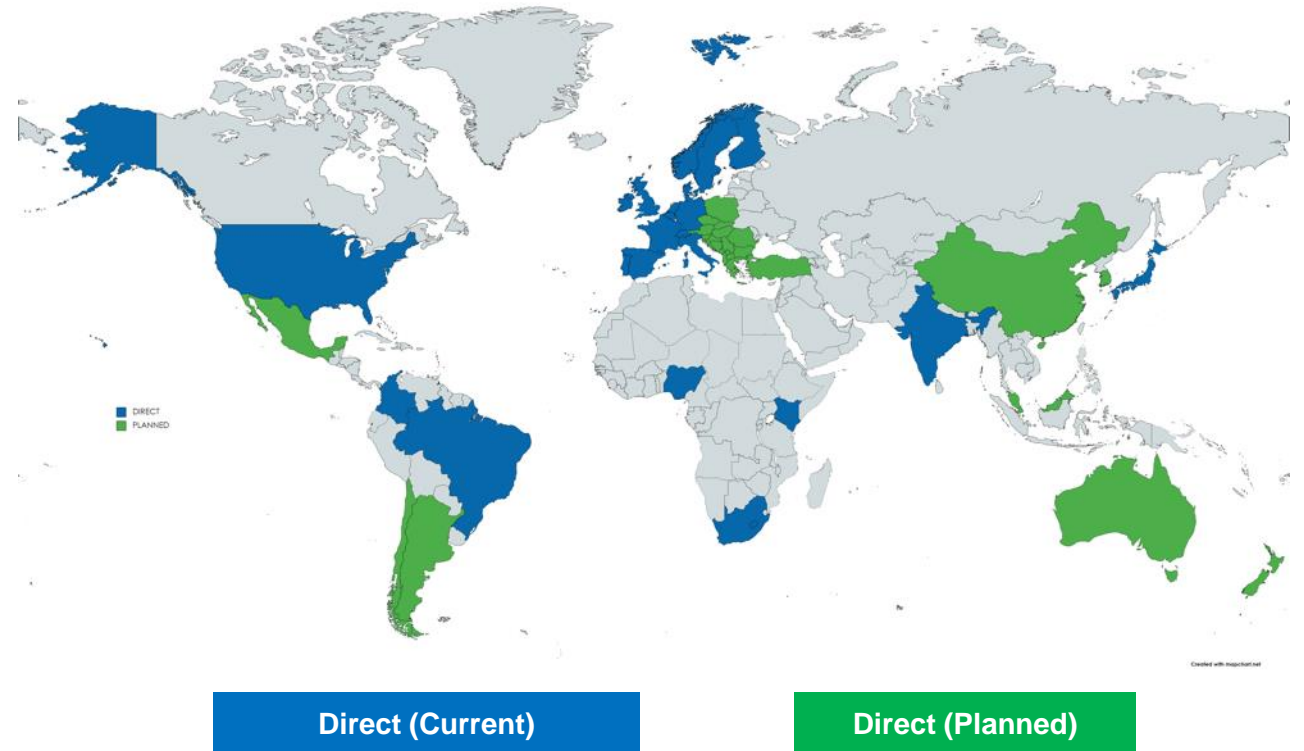 DIRECT
PLANNED
Created with mapchart.net
Direct (Current)
Direct (Planned)